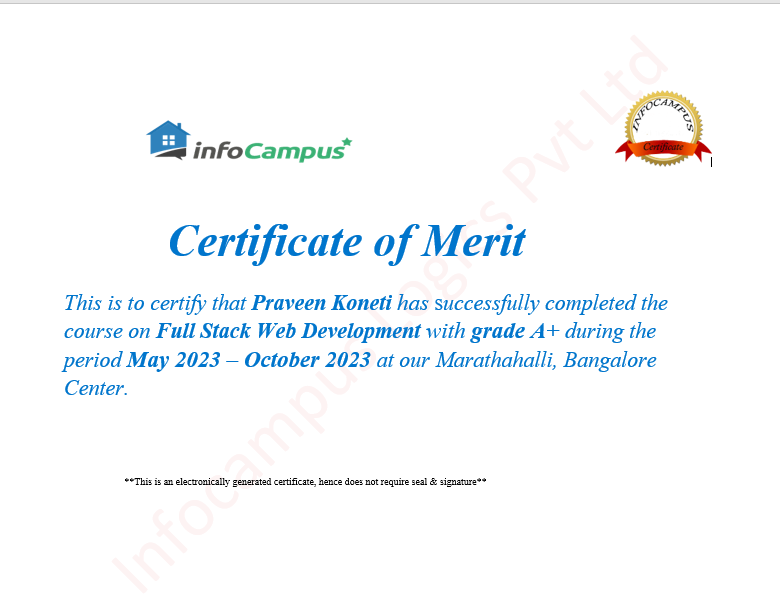 infoCampus
INFOCAMPUS
Certificate
Certificate of Merit
This is to certify that Praveen Koneti has successfully completed the
course on Full Stack Web Development with grade A+ during the
period May 2023 – October 2023 at our Marathahalli, Bangalore
Center.
**This is an electronically generated certificate, hence does not require seal & signature**
Infocampus Logics Pvt Ltd